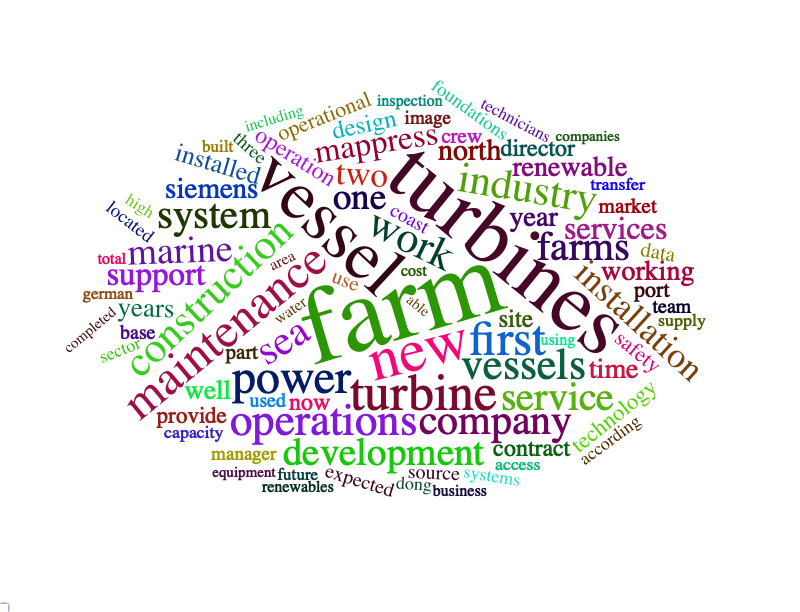 foundations
inspection
technicians
including
operational
image
companies
design
crew
built
three
operation
mappress
north
director
installed
renewable
two
turbines
industry
transfer
siemens
vessel
one
high
market
located
system
coast
year
services
work
farms
data
marine
total
area
support
construction
cost
working
installation
use
german
maintenance
farm
port
years
water
able
team
completed
base
site
supply
sector
sea
new
first
using
safety
part
vessels
time
power
well
turbine
service
used
now
technology
provide
operations
company
capacity
according
manager
development
contract
access
equipment
future
expected
source
systems
renewables
dong
business